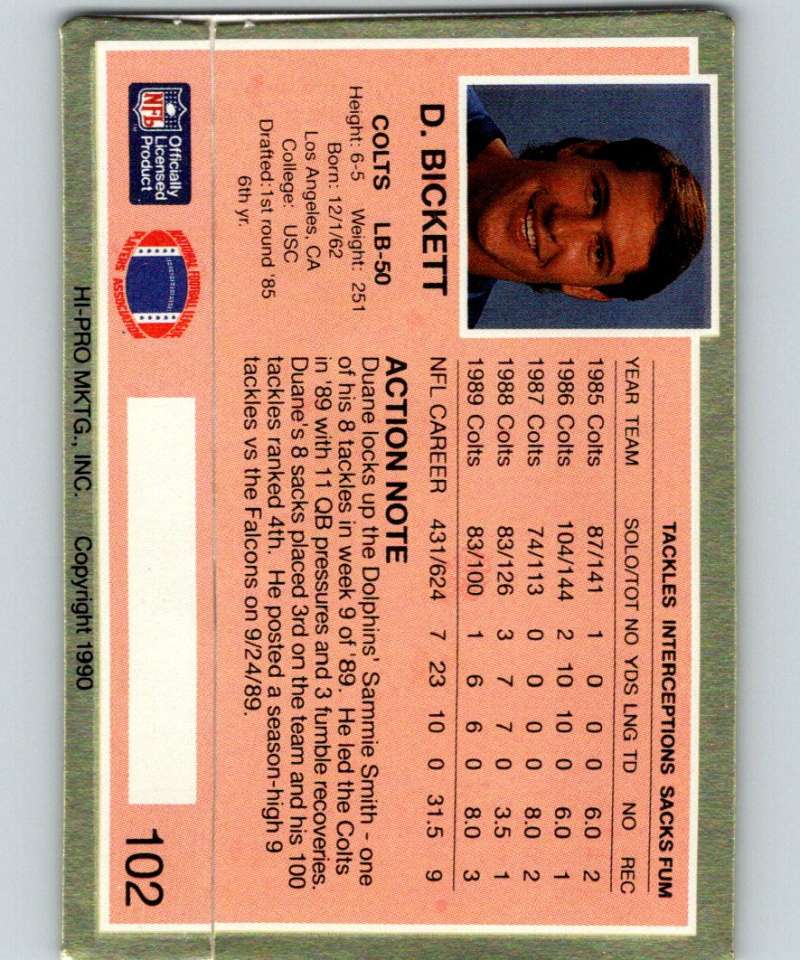 D. BICKETT
COLTS LB-50
Height: 6-5 Weight: 251
Born: 12/1/62
Los Angeles, CA
College: USC
Drafted: 1st round '85
6th yr.
TACKLES INTERCEPTIONS SACKS FUM
YEAR TEAM SOLO/TOT NO YDS LNG TD NO REC
1985 Colts 87/141 1 0 0 0 6.0 2
1986 Colts 104/144 2 10 10 0 6.0 1
1987 Colts 74/113 0 0 0 0 8.0 2
1988 Colts 83/126 3 7 7 0 3.5 1
1989 Colts 83/100 1 6 6 0 8.0 3
NFL CAREER 431/624 7 23 10 0 31.5 9
ACTION NOTE
Duane locks up the Dolphins' Sammie Smith - one
of his 8 tackles in week 9 of '89. He led the Colts
in '89 with 11 QB pressures and 3 fumble recoveries.
Duane's 8 sacks placed 3rd on the team and his 100
tackles ranked 4th. He posted a season-high 9
tackles vs the Falcons on 9/24/89.
NFL
TM
Officially
Licensed
Product
NATIONAL FOOTBALL LEAGUE
PLAYERS ASSOCIATION
102
HI-PRO MKTG., INC. Copyright 1990